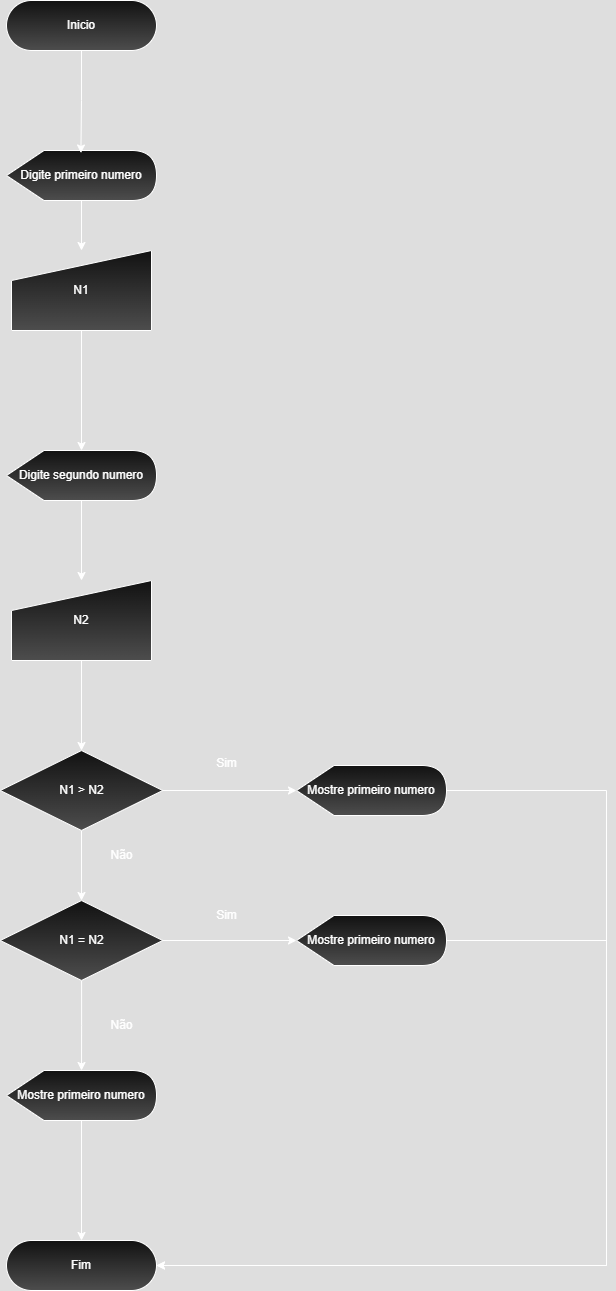 Inicio
Digite primeiro numero
N1
Digite segundo numero
N2
N1 > N2
Sim
Mostre primeiro numero
Não
N1 = N2
Sim
Mostre primeiro numero
Não
Mostre primeiro numero
Fim